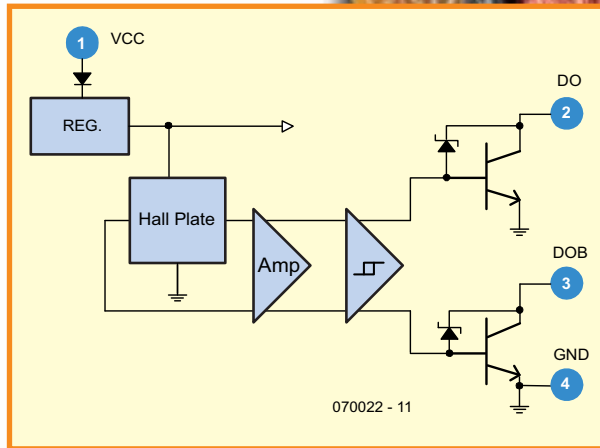 1 VCC
REG.
DO
2
Hall Plate
Amp
DOB
3
GND
4
070022 - 11